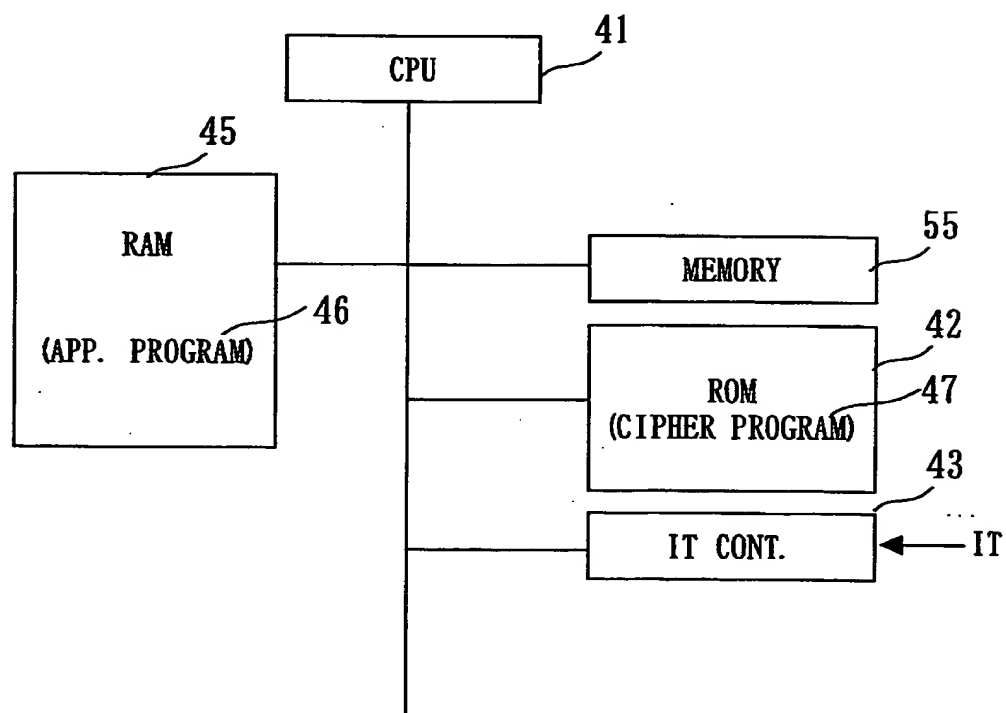 41
CPU
45
RAM
55
MEMORY
46
(APP. PROGRAM)
42
ROM
47
(CIPHER PROGRAM)
43
IT CONT.
IT